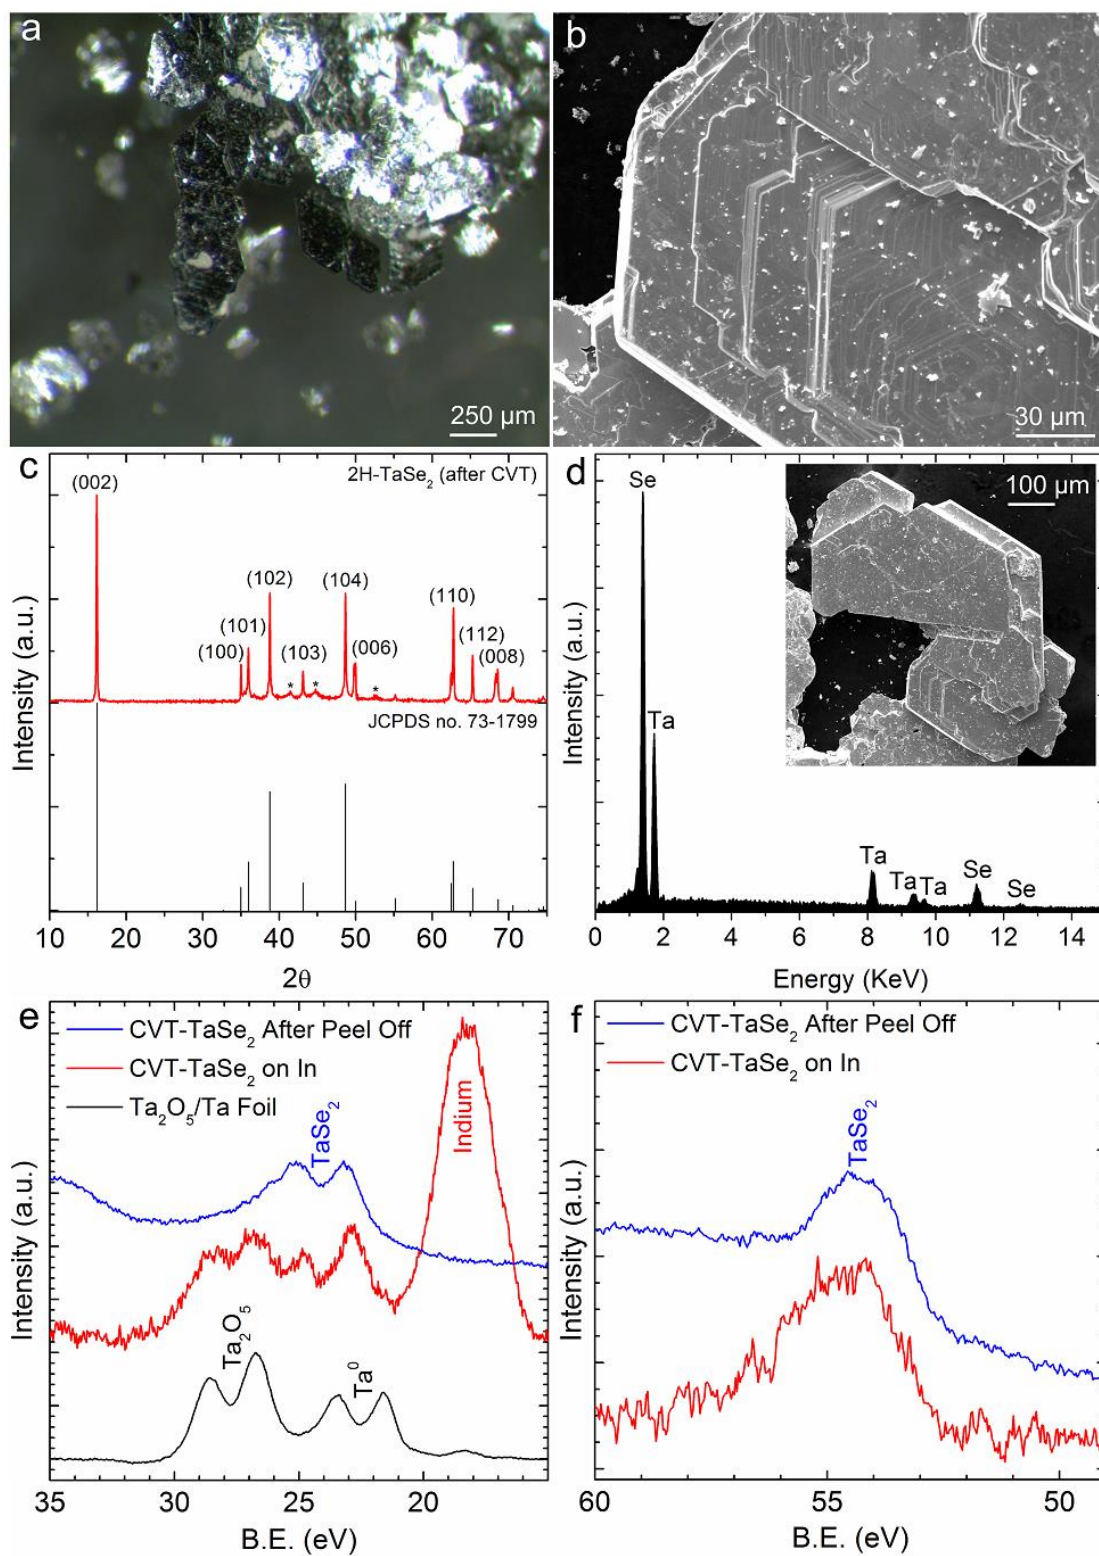 a
250 µm
b
30 µm
c
2H-TaSe₂ (after CVT)
(002)
(100)
(101)
(102)
(103)
(104)
(006)
(110)
(112)
(008)
*
*
*
JCPDS no. 73-1799
Intensity (a.u.)
10 20 30 40 50 60 70
2θ
d
Se
Ta
100 µm
Ta
Ta
Ta
Se
Se
Intensity (a.u.)
0 2 4 6 8 10 12 14
Energy (KeV)
e
CVT-TaSe₂ After Peel Off
CVT-TaSe₂ on In
Ta₂O₅/Ta Foil
TaSe₂
Indium
Ta₂O₅
Ta⁰
Intensity (a.u.)
35 30 25 20
B.E. (eV)
f
CVT-TaSe₂ After Peel Off
CVT-TaSe₂ on In
TaSe₂
Intensity (a.u.)
60 55 50
B.E. (eV)